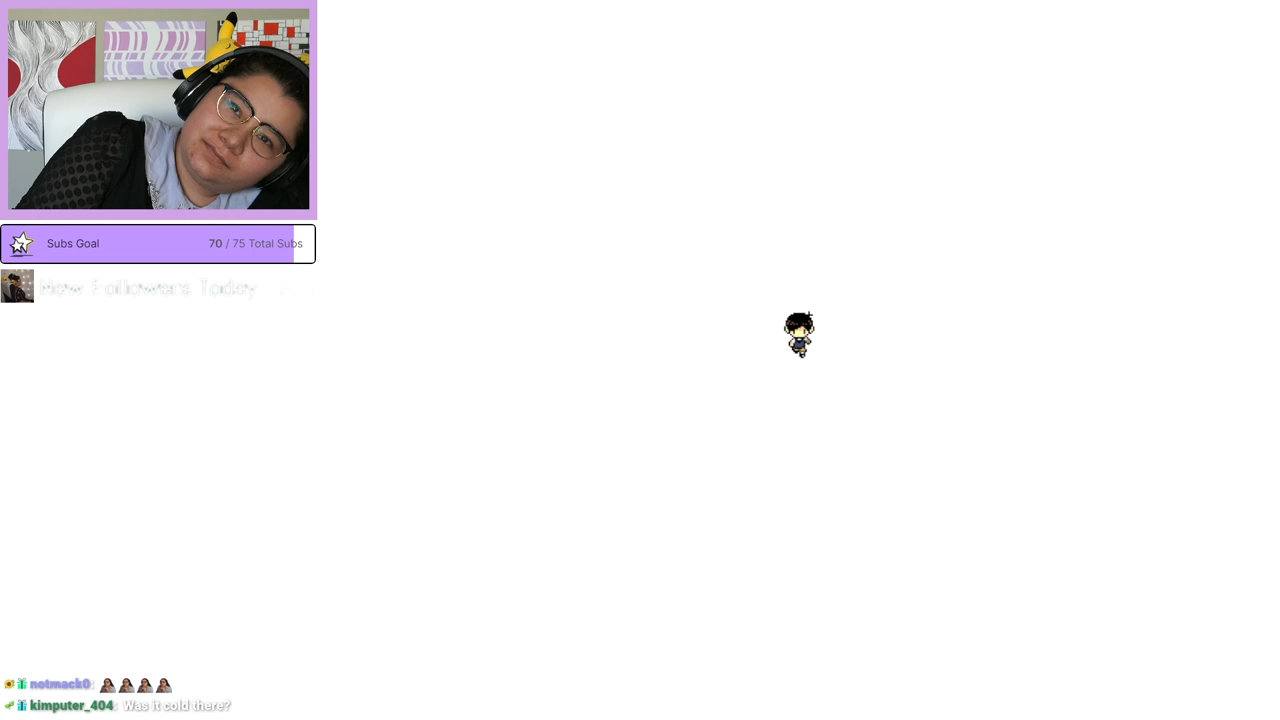 Subs Goal 70 / 75 Total Subs
New Followers Today
notmack0:
kimputer_404: Was it cold there?